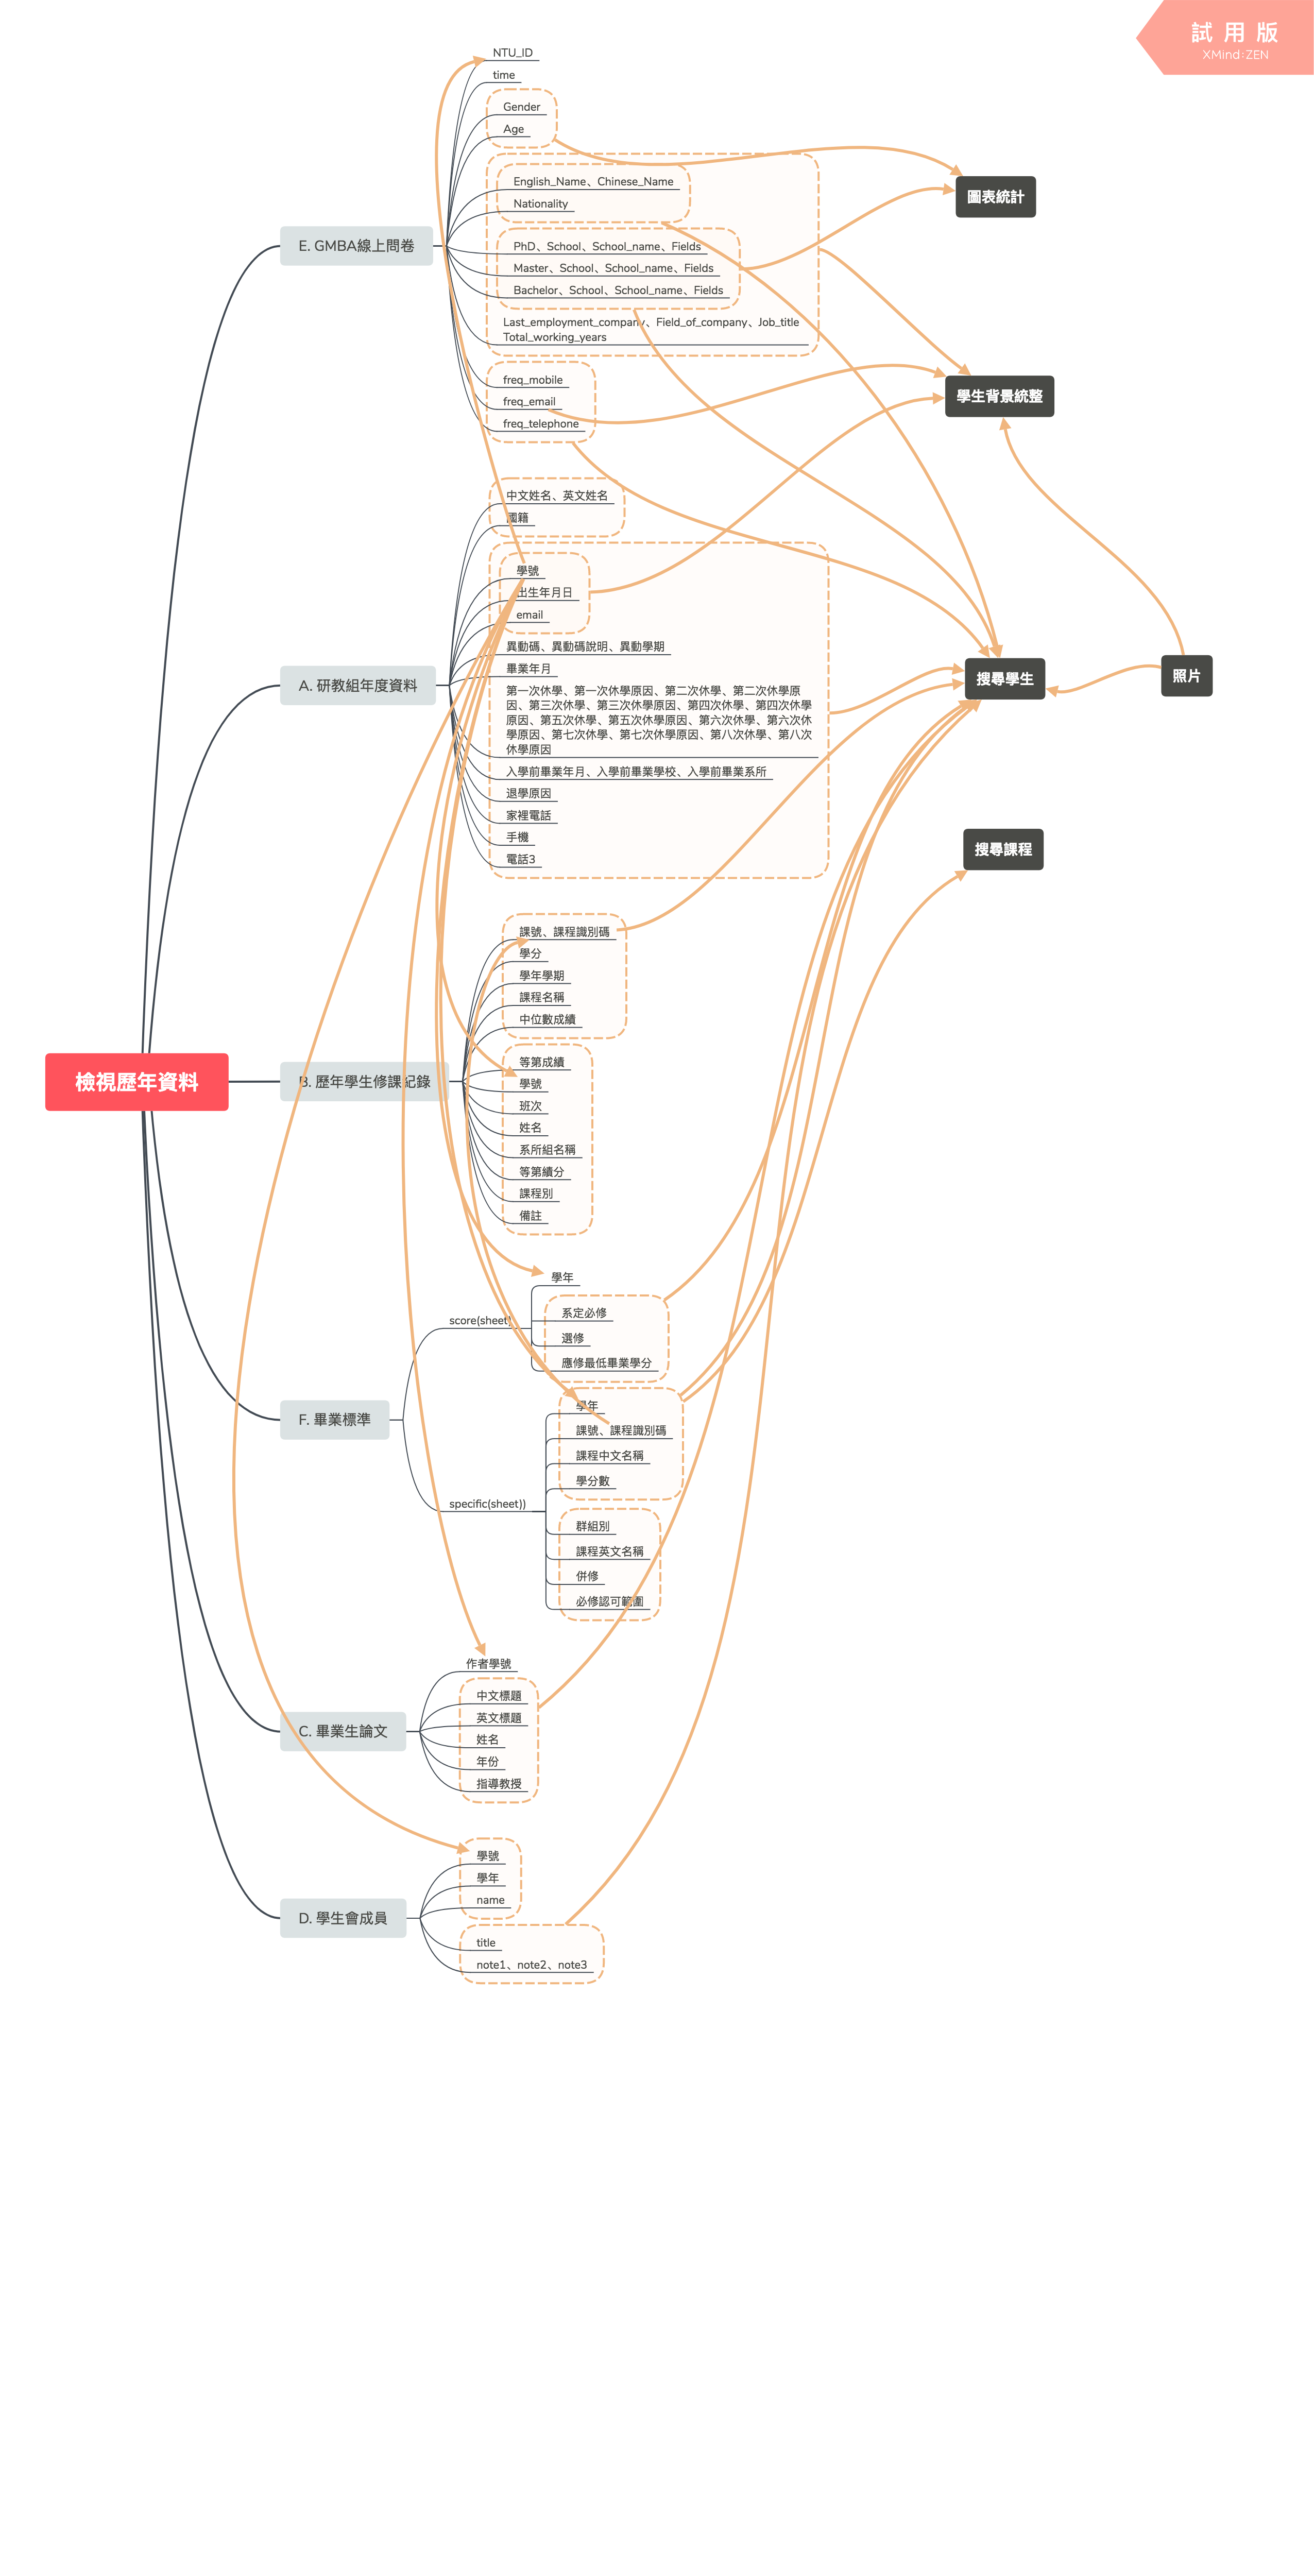 試用版
XMind:ZEN
NTU_ID
time
Gender
Age
English_Name、Chinese_Name
Nationality
PhD、School、School_name、Fields
Master、School、School_name、Fields
Bachelor、School、School_name、Fields
Last_employment_company、Field_of_company、Job_title
Total_working_years
freq_mobile
freq_email
freq_telephone
E. GMBA線上問卷
圖表統計
學生背景統整
中文姓名、英文姓名
國籍
學號
出生年月日
email
異動碼、異動碼說明、異動學期
畢業年月
第一次休學、第一次休學原因、第二次休學、第二次休學原
因、第三次休學、第三次休學原因、第四次休學、第四次休學
原因、第五次休學、第五次休學原因、第六次休學、第六次休
學原因、第七次休學、第七次休學原因、第八次休學、第八次
休學原因
入學前畢業年月、入學前畢業學校、入學前畢業系所
退學原因
家裡電話
手機
電話3
A. 研教組年度資料
搜尋學生
照片
搜尋課程
課號、課程識別碼
學分
學年學期
課程名稱
中位數成績
等第成績
學號
班次
姓名
系所組名稱
等第績分
課程別
備註
檢視歷年資料
B. 歷年學生修課紀錄
學年
系定必修
選修
應修最低畢業學分
score(sheet)
學年
課號、課程識別碼
課程中文名稱
學分數
群組別
課程英文名稱
併修
必修認可範圍
specific(sheet))
F. 畢業標準
作者學號
中文標題
英文標題
姓名
年份
指導教授
C. 畢業生論文
學號
學年
name
title
note1、note2、note3
D. 學生會成員